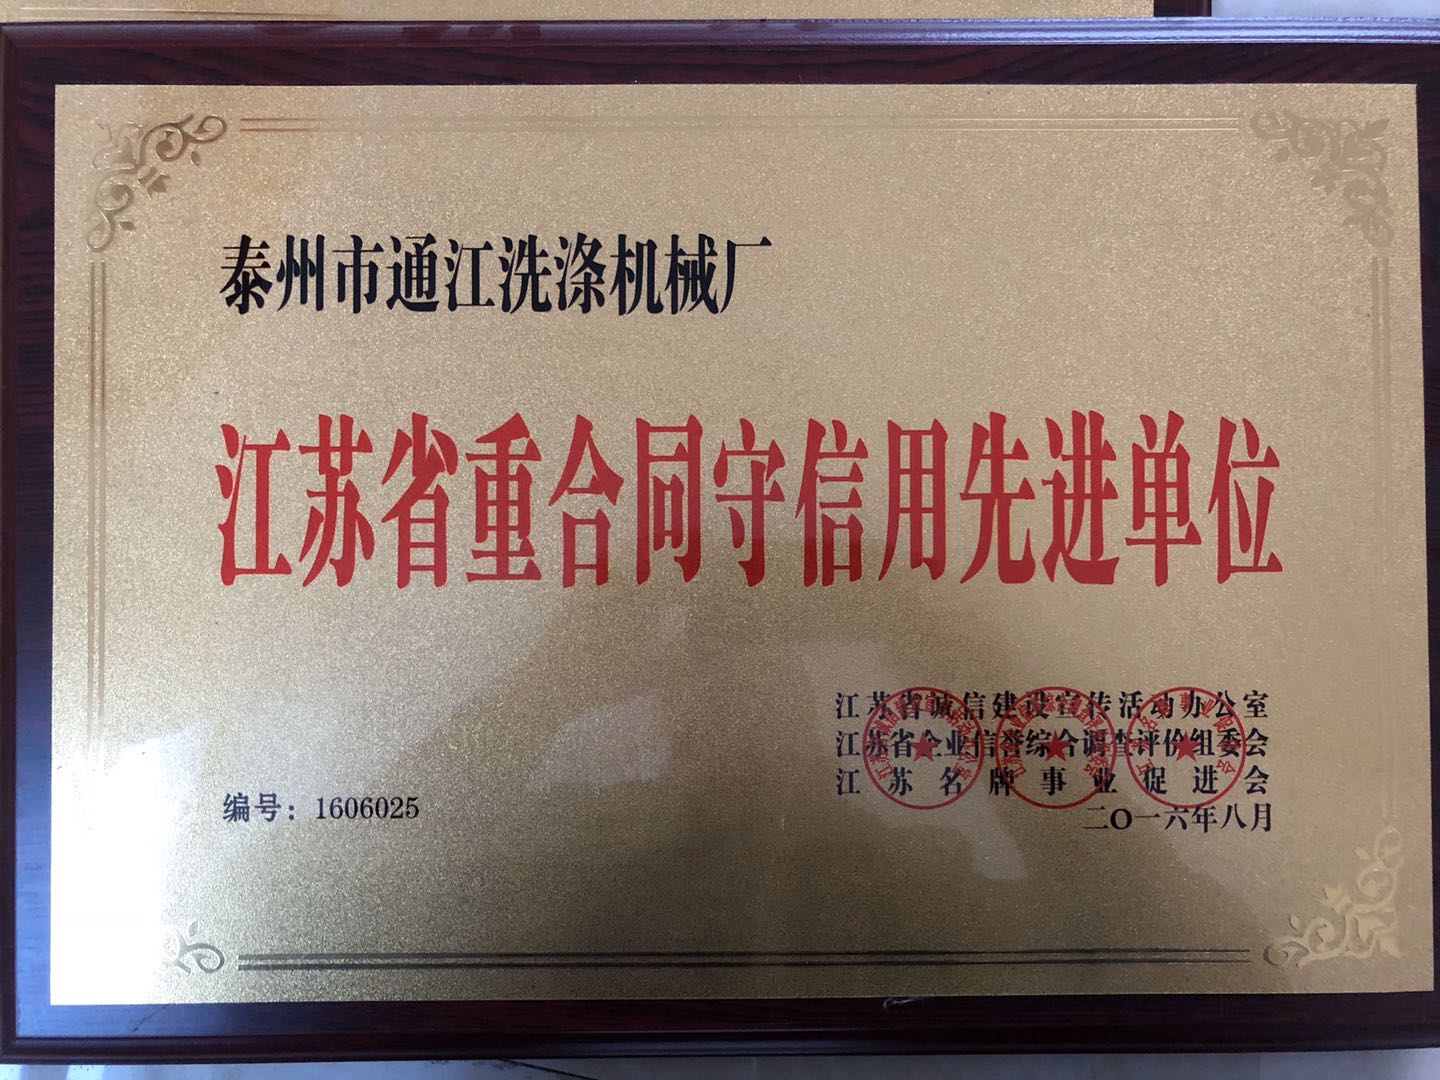 泰州市通江洗涤机械厂
江苏省重合同守信用先进单位
江苏省诚信建设宣传活动办公室
江苏省企业信誉综合调查评价组委会
江苏名牌事业促进会
二〇一六年八月
编号：1606025